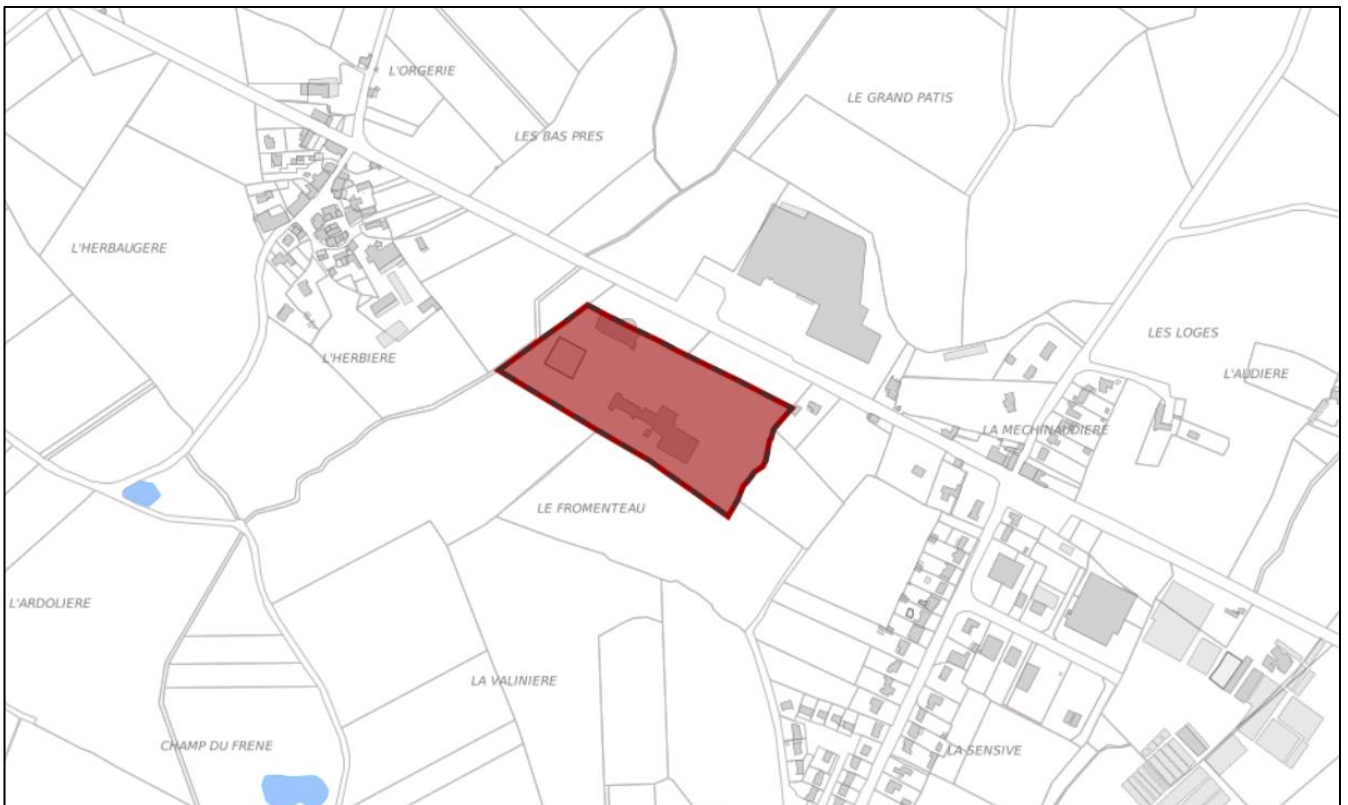 L'ORGERIE
LE GRAND PATIS
LES BAS PRES
L'HERBAUGERE
LES LOGES
L'HERBIERE
L'AUDIERE
LA MECHINAUDIERE
LE FROMENTEAU
L'ARDOLIERE
LA VALINIERE
CHAMP DU FRENE
LA SENSIVE